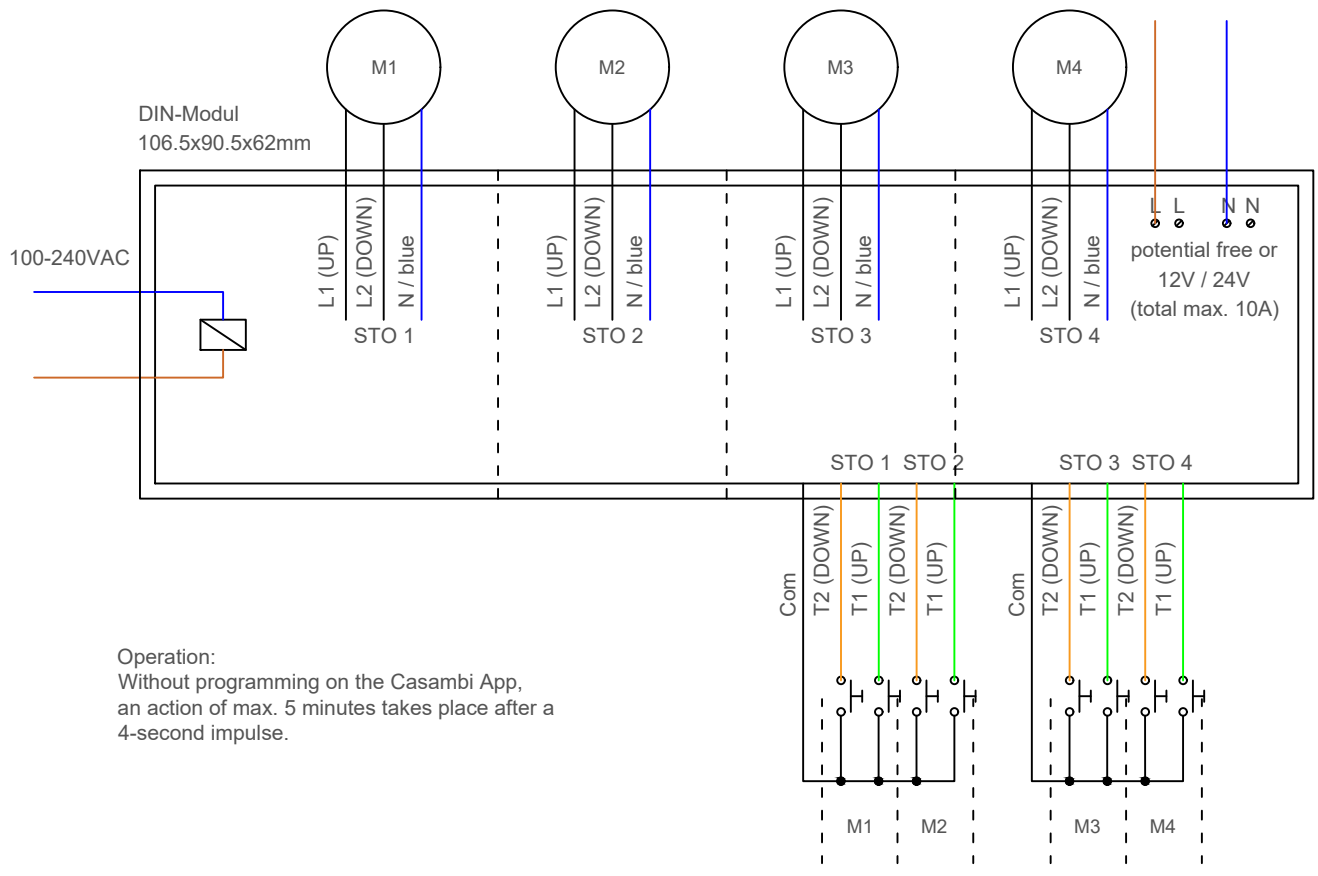 M1
M2
M3
M4
DIN-Modul
106.5x90.5x62mm
100-240VAC
L1 (UP)
L2 (DOWN)
N / blue
STO 1
L1 (UP)
L2 (DOWN)
N / blue
STO 2
L1 (UP)
L2 (DOWN)
N / blue
STO 3
L1 (UP)
L2 (DOWN)
N / blue
STO 4
L L N N
potential free or
12V / 24V
(total max. 10A)
STO 1 STO 2
STO 3 STO 4
Com
T2 (DOWN)
T1 (UP)
T2 (DOWN)
T1 (UP)
Com
T2 (DOWN)
T1 (UP)
T2 (DOWN)
T1 (UP)
Operation:
Without programming on the Casambi App,
an action of max. 5 minutes takes place after a
4-second impulse.
M1
M2
M3
M4